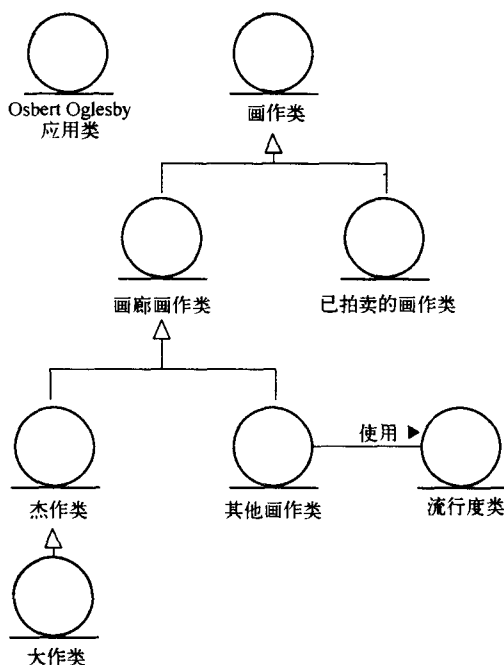 Osbert Oglesby
应用类
画作类
画廊画作类
已拍卖的画作类
使用
杰作类
其他画作类
流行度类
大作类